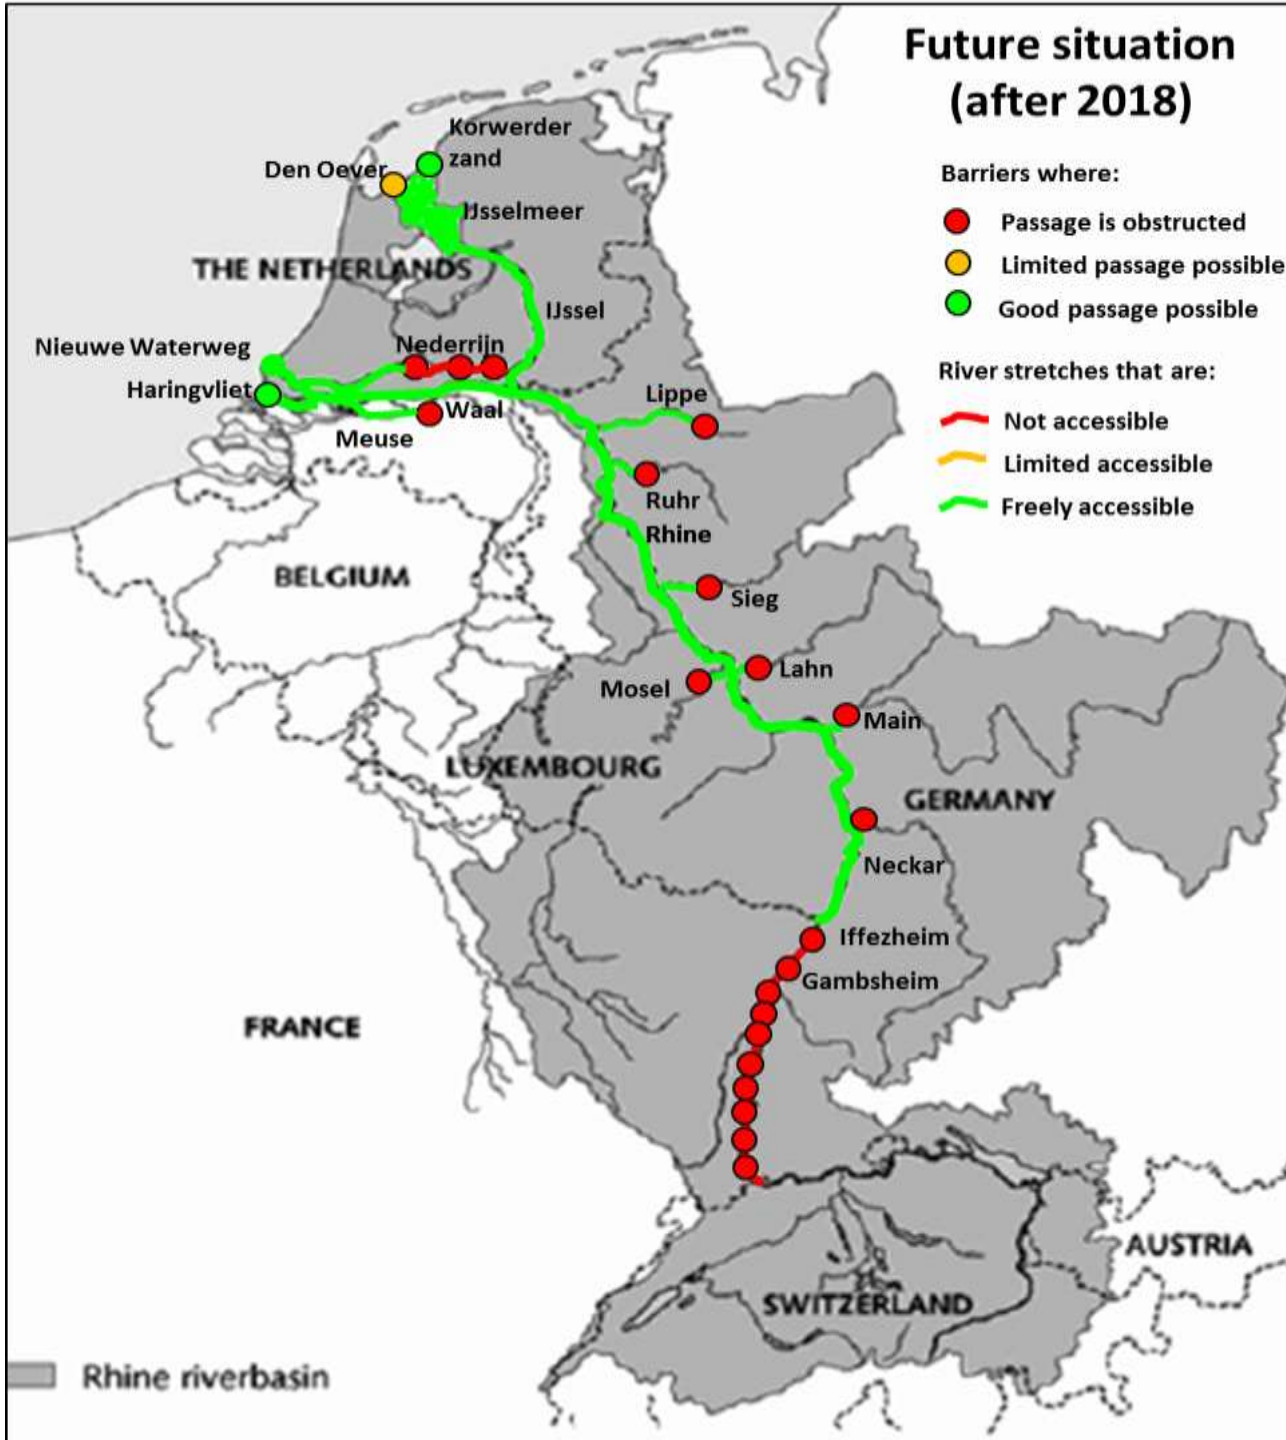 Future situation
(after 2018)
Korwerder
zand
Den Oever
Barriers where:
IJsselmeer
Passage is obstructed
THE NETHERLANDS
Limited passage possible
Good passage possible
IJssel
Nederrijn
Nieuwe Waterweg
Haringvliet
River stretches that are:
Lippe
Waal
Not accessible
Meuse
Limited accessible
Ruhr
Freely accessible
Rhine
BELGIUM
Sieg
Lahn
Mosel
Main
LUXEMBOURG
GERMANY
Neckar
Iffezheim
Gambsheim
FRANCE
AUSTRIA
SWITZERLAND
Rhine riverbasin